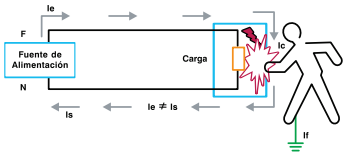 Ie
F
Fuente de
Alimentación
N
Carga
Ic
Is
Ie ≠ Is
If